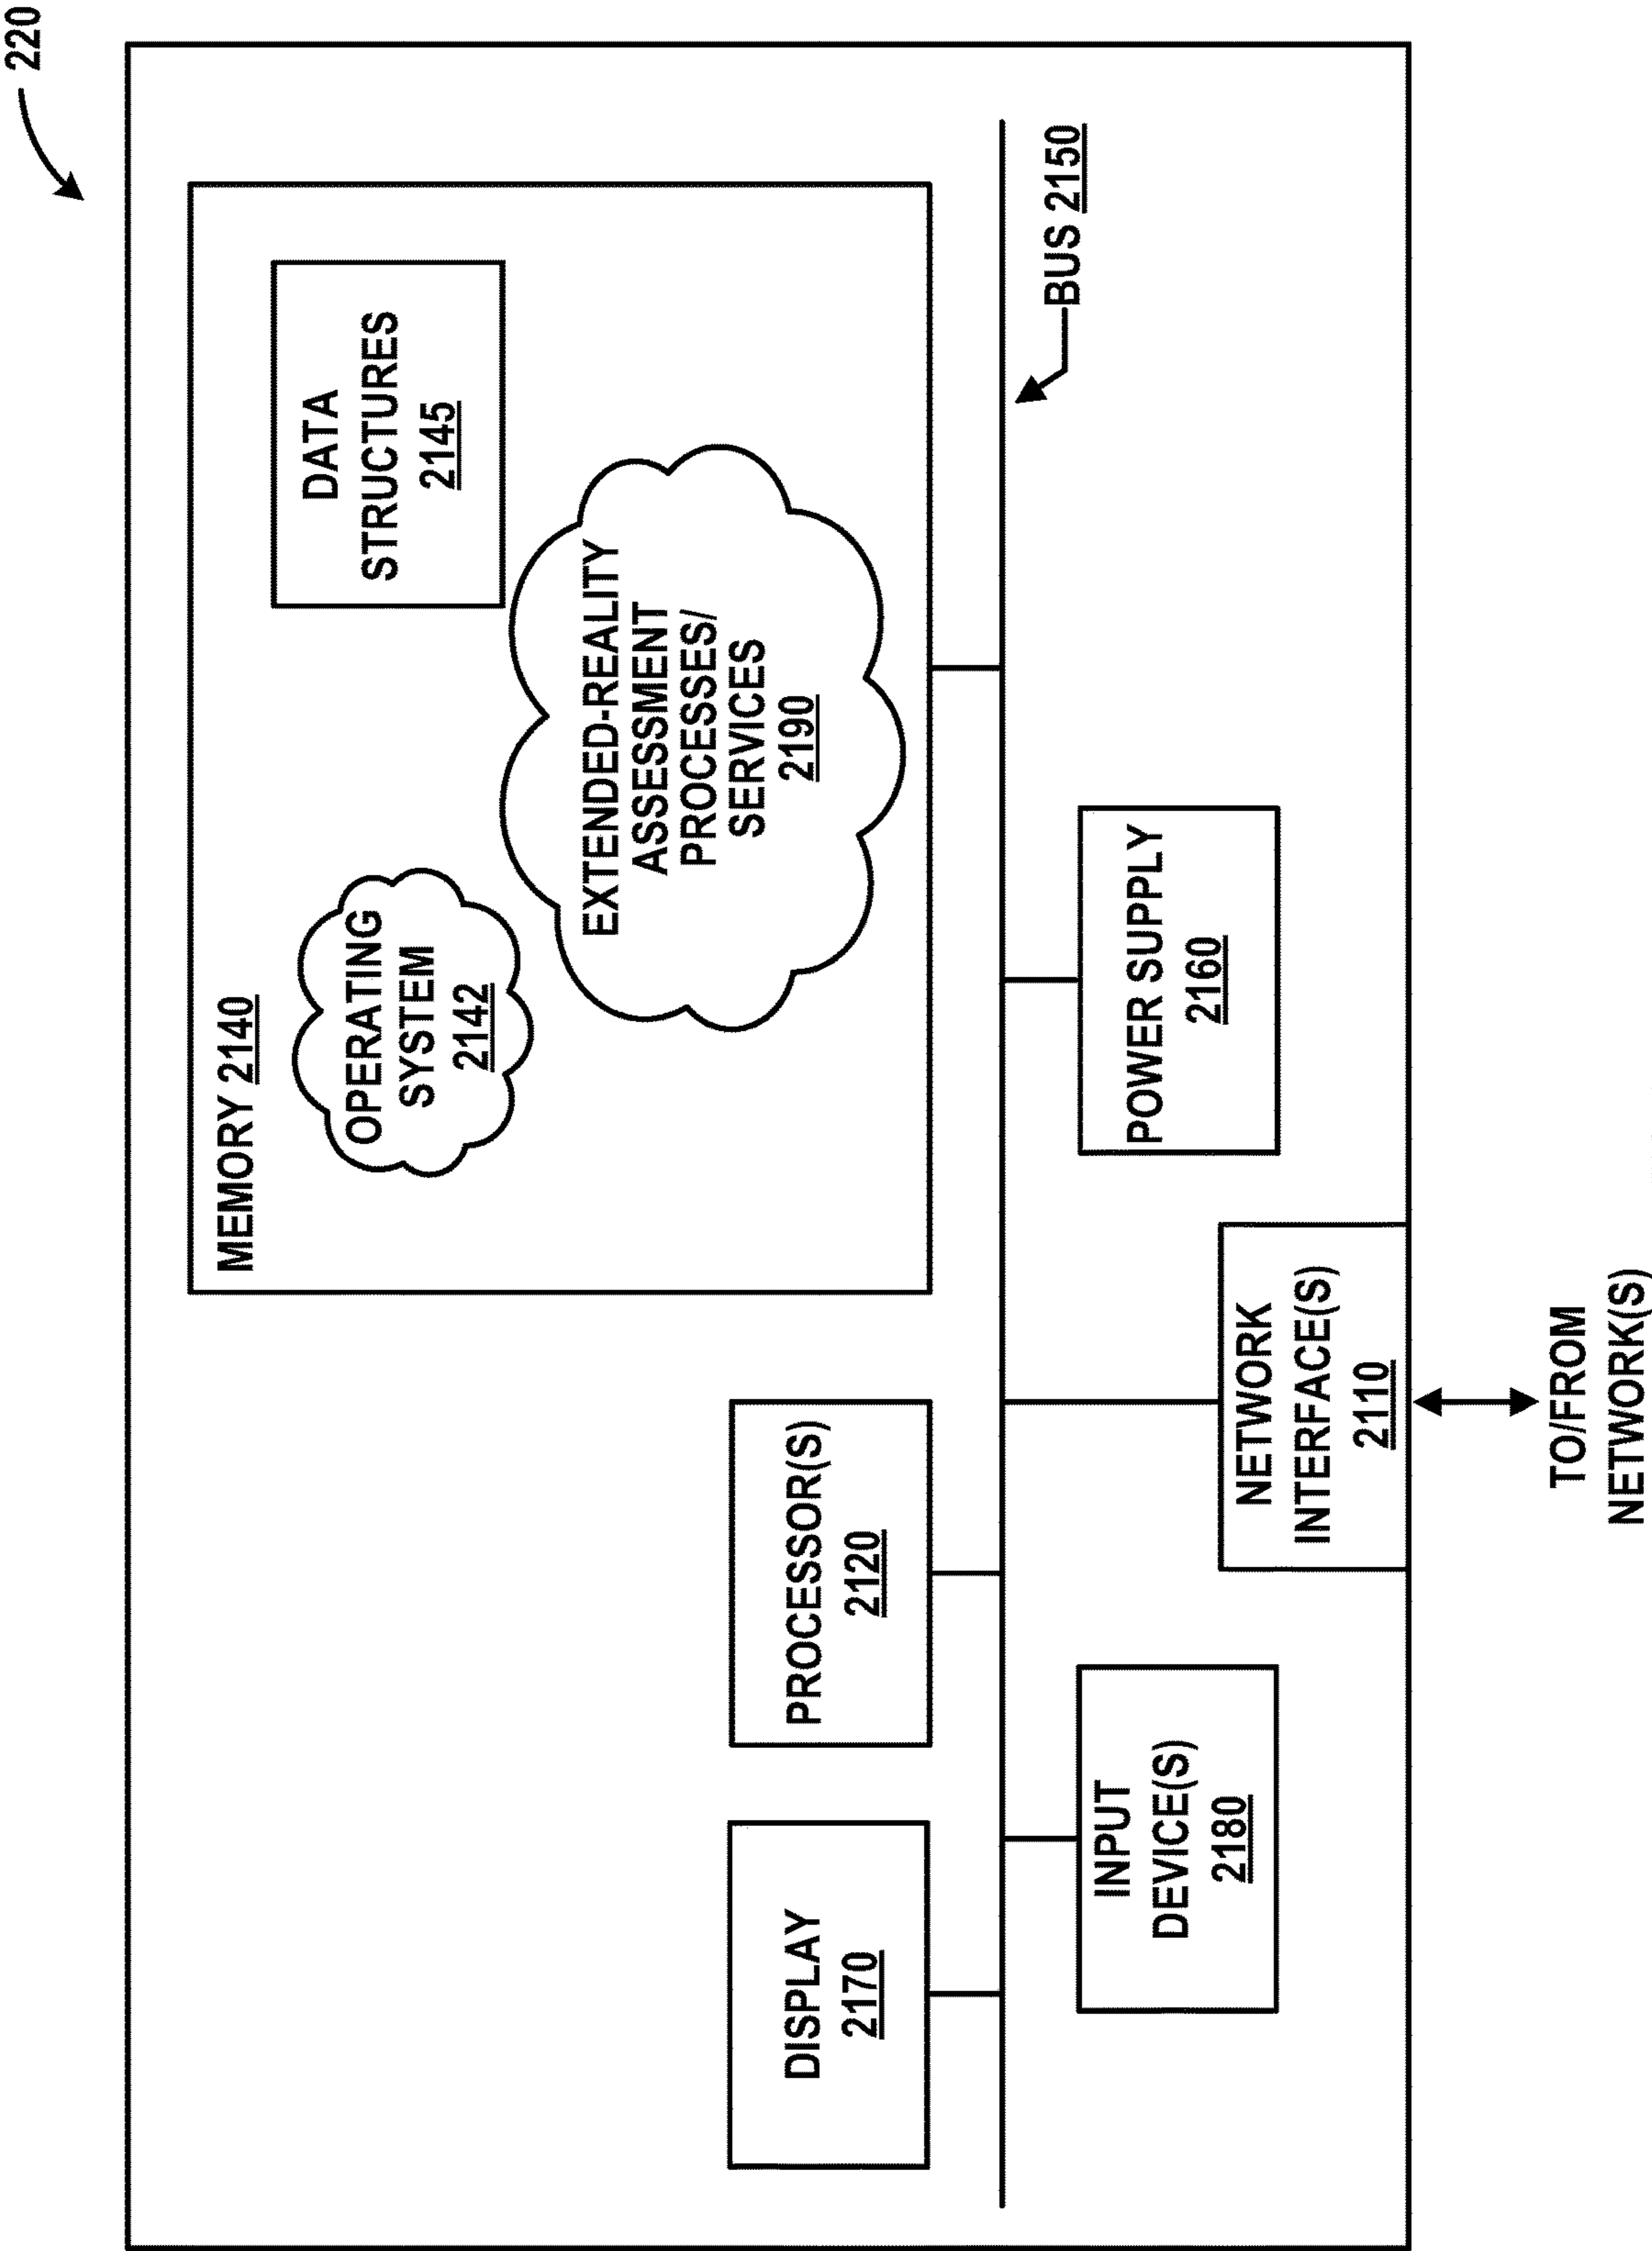 220
MEMORY 2140
OPERATING
SYSTEM
2142
DATA
STRUCTURES
2145
EXTENDED-REALITY
ASSESSMENT
PROCESSES/
SERVICES
2190
DISPLAY
2170
PROCESSOR(S)
2120
BUS 2150
INPUT
DEVICE(S)
2180
NETWORK
INTERFACE(S)
2110
POWER SUPPLY
2160
TO/FROM
NETWORK(S)